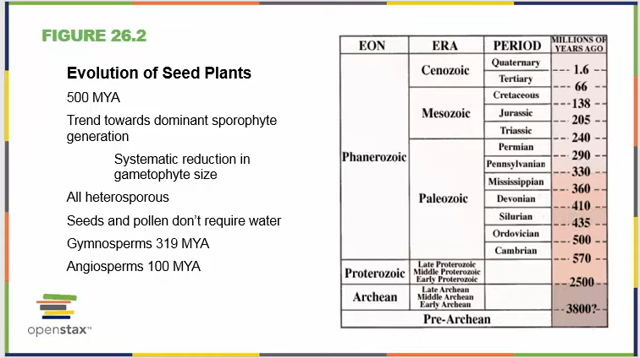 FIGURE 26.2
Evolution of Seed Plants
500 MYA
Trend towards dominant sporophyte
generation
Systematic reduction in
gametophyte size
All heterosporous
Seeds and pollen don't require water
Gymnosperms 319 MYA
Angiosperms 100 MYA
openstax™
EON ERA PERIOD MILLIONS OF
YEARS AGO
Phanerozoic
Cenozoic
Quaternary
1.6
Tertiary
66
Mesozoic
Cretaceous
138
Jurassic
205
Triassic
240
Paleozoic
Permian
290
Pennsylvanian
330
Mississippian
360
Devonian
410
Silurian
435
Ordovician
500
Cambrian
570
Proterozoic
Late Proterozoic
Middle Proterozoic
Early Proterozoic
2500
Archean
Late Archean
Middle Archean
Early Archean
3800?
Pre-Archean